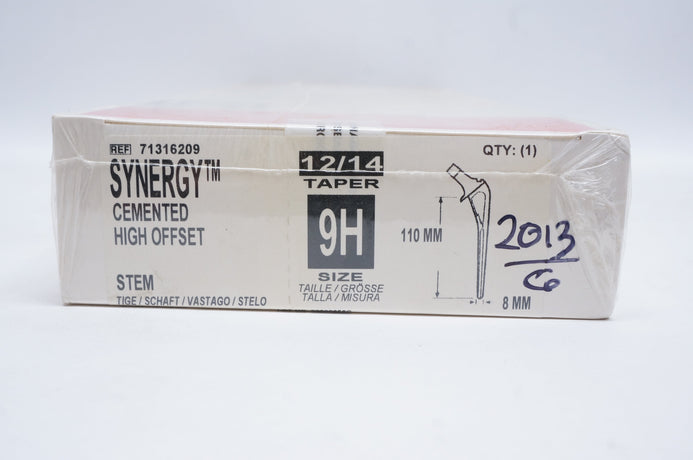 REF 71316209
SYNERGY™
CEMENTED
HIGH OFFSET
STEM
TIGE / SCHAFT / VASTAGO / STELO
12/14
TAPER
9H
SIZE
TAILLE / GRÖSSE
TALLA / MISURA
QTY: (1)
110 MM
8 MM
2013